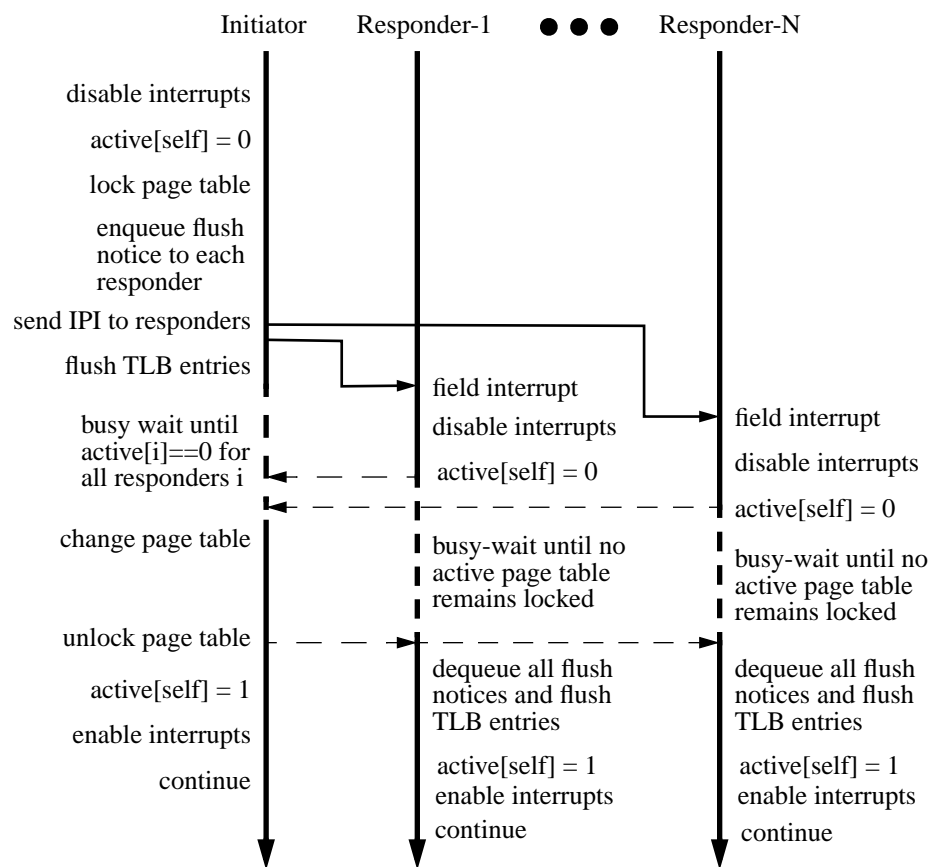 Initiator
Responder-1
Responder-N
disable interrupts
active[self] = 0
lock page table
enqueue flush
notice to each
responder
send IPI to responders
flush TLB entries
busy wait until
active[i]==0 for
all responders i
change page table
unlock page table
active[self] = 1
enable interrupts
continue
field interrupt
disable interrupts
active[self] = 0
busy-wait until no
active page table
remains locked
dequeue all flush
notices and flush
TLB entries
active[self] = 1
enable interrupts
continue
field interrupt
disable interrupts
active[self] = 0
busy-wait until no
active page table
remains locked
dequeue all flush
notices and flush
TLB entries
active[self] = 1
enable interrupts
continue